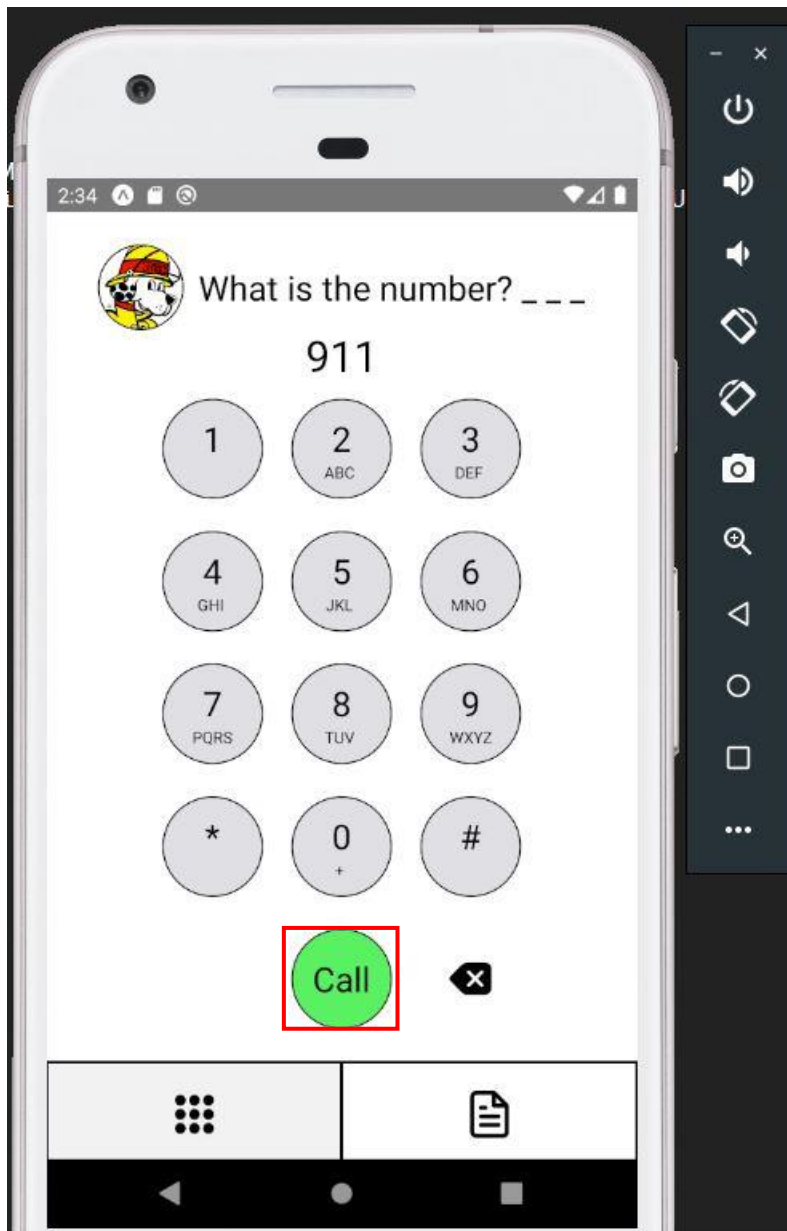 2:34
What is the number? _ _ _
911
1 2 3
ABC DEF
4 5 6
GHI JKL MNO
7 8 9
PQRS TUV WXYZ
* 0 #
+
Call